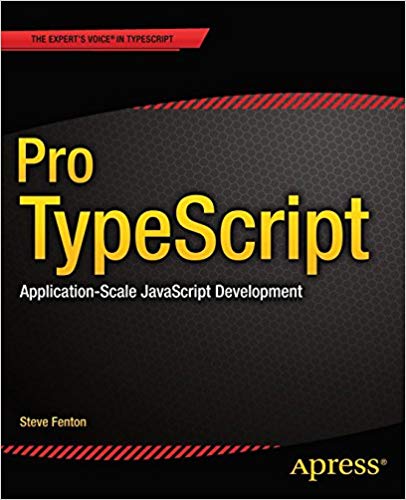 THE EXPERT'S VOICE® IN TYPESCRIPT
Pro
TypeScript
Application-Scale JavaScript Development
Steve Fenton
Apress®